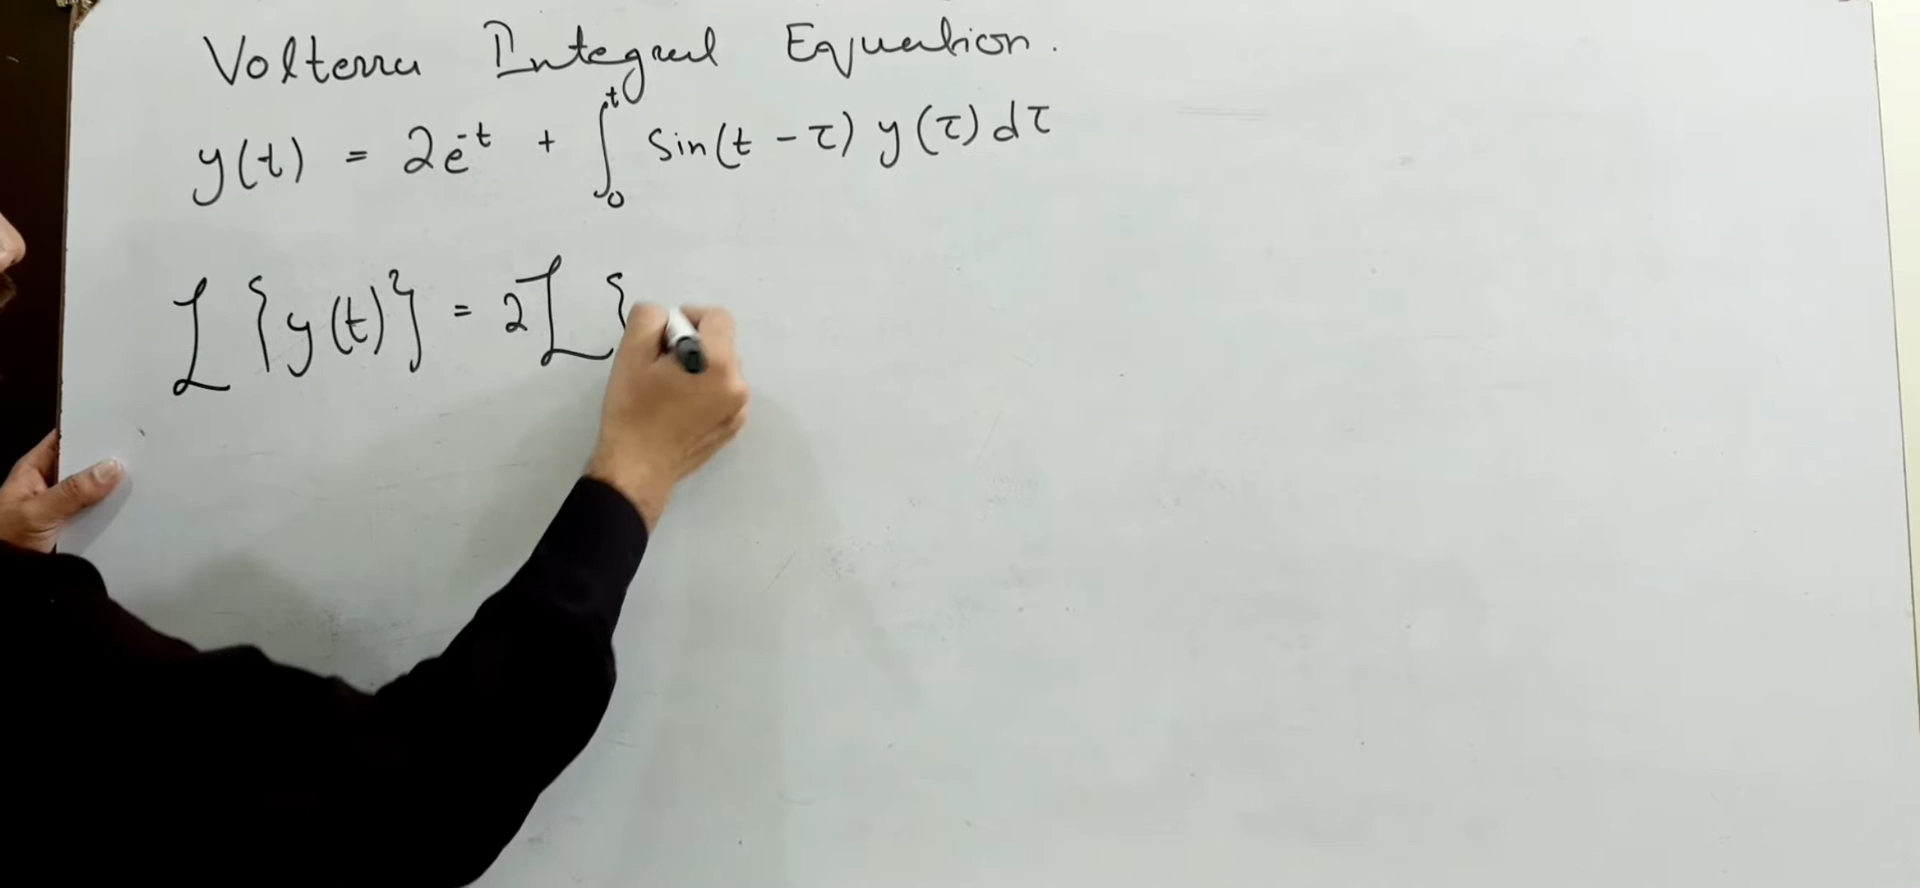 Volterra Integral Equation.
y(t) = 2e^{-t} + ∫_0^t sin(t - τ) y(τ) dτ
ℒ {y(t)} = 2ℒ {